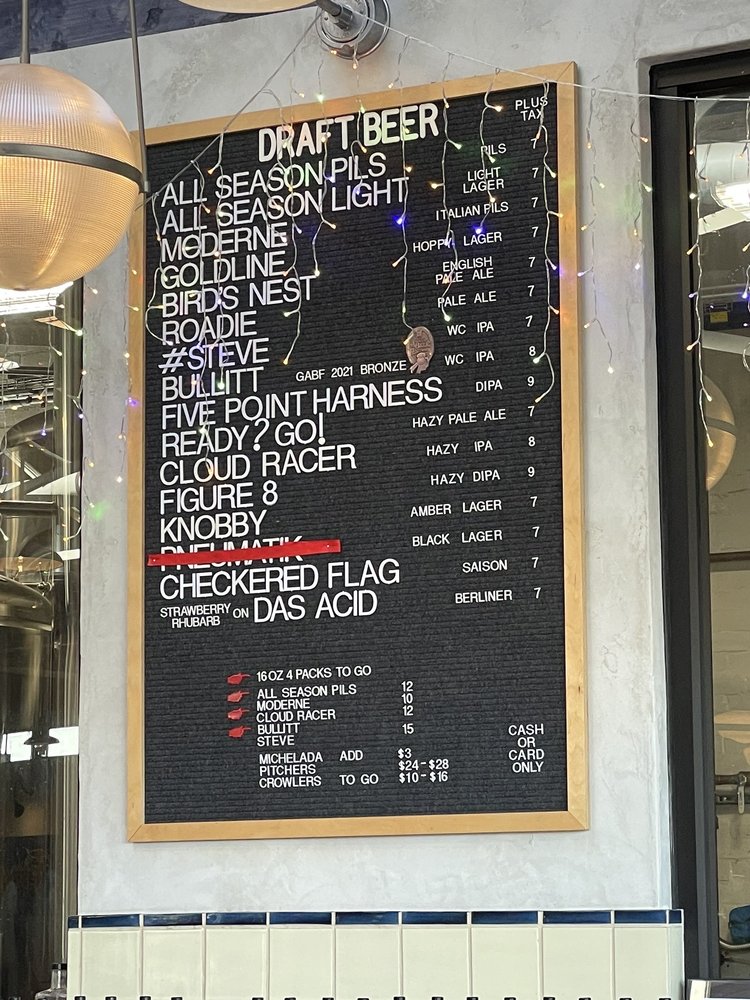 DRAFT BEER
PLUS TAX
ALL SEASON PILS PILS 7
ALL SEASON LIGHT LIGHT LAGER 7
MODERNE ITALIAN PILS 7
GOLDLINE HOPPY LAGER 7
BIRD'S NEST ENGLISH PALE ALE 7
ROADIE PALE ALE 7
#STEVE WC IPA 7
BULLITT GABF 2021 BRONZE WC IPA 8
FIVE POINT HARNESS DIPA 9
READY? GO! HAZY PALE ALE 7
CLOUD RACER HAZY IPA 8
FIGURE 8 HAZY DIPA 9
KNOBBY AMBER LAGER 7
PNEUMATIK BLACK LAGER 7
CHECKERED FLAG SAISON 7
STRAWBERRY RHUBARB ON DAS ACID BERLINER 7
16 OZ 4 PACKS TO GO
ALL SEASON PILS 12
MODERNE 10
CLOUD RACER 12
BULLITT 15
STEVE
MICHELADA ADD $3
PITCHERS $24-$28
CROWLERS TO GO $10-$16
CASH
OR
CARD
ONLY